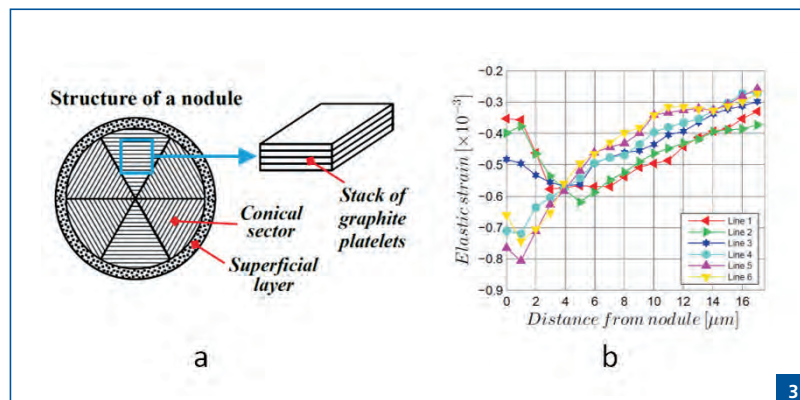 Structure of a nodule
Stack of
graphite
platelets
Conical
sector
Superficial
layer
a
Elastic strain [×10⁻³]
−0.2
−0.3
−0.4
−0.5
−0.6
−0.7
−0.8
−0.9
0 2 4 6 8 10 12 14 16
Distance from nodule [μm]
Line 1
Line 2
Line 3
Line 4
Line 5
Line 6
b
3